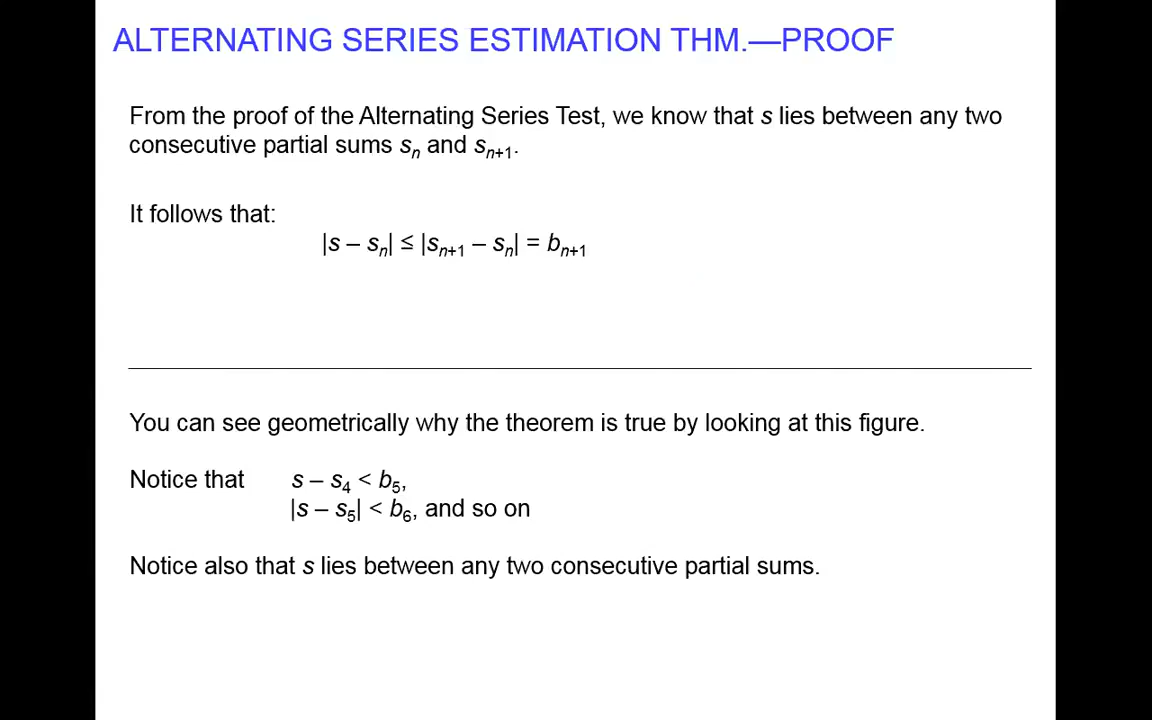 ALTERNATING SERIES ESTIMATION THM.—PROOF
From the proof of the Alternating Series Test, we know that s lies between any two
consecutive partial sums sₙ and sₙ₊₁.
It follows that:
|s – sₙ| ≤ |sₙ₊₁ – sₙ| = bₙ₊₁
You can see geometrically why the theorem is true by looking at this figure.
Notice that s – s₄ < b₅,
|s – s₅| < b₆, and so on
Notice also that s lies between any two consecutive partial sums.